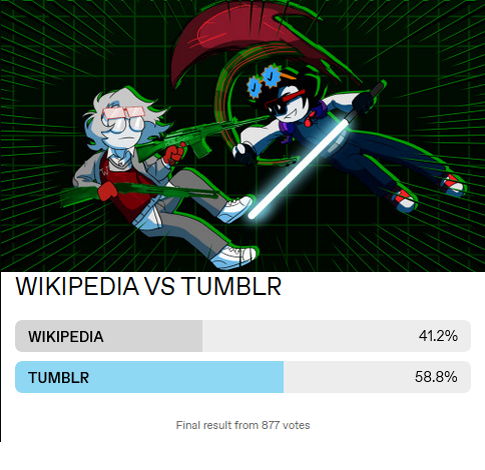 WIKIPEDIA VS TUMBLR
WIKIPEDIA 41.2%
TUMBLR 58.8%
Final result from 877 votes